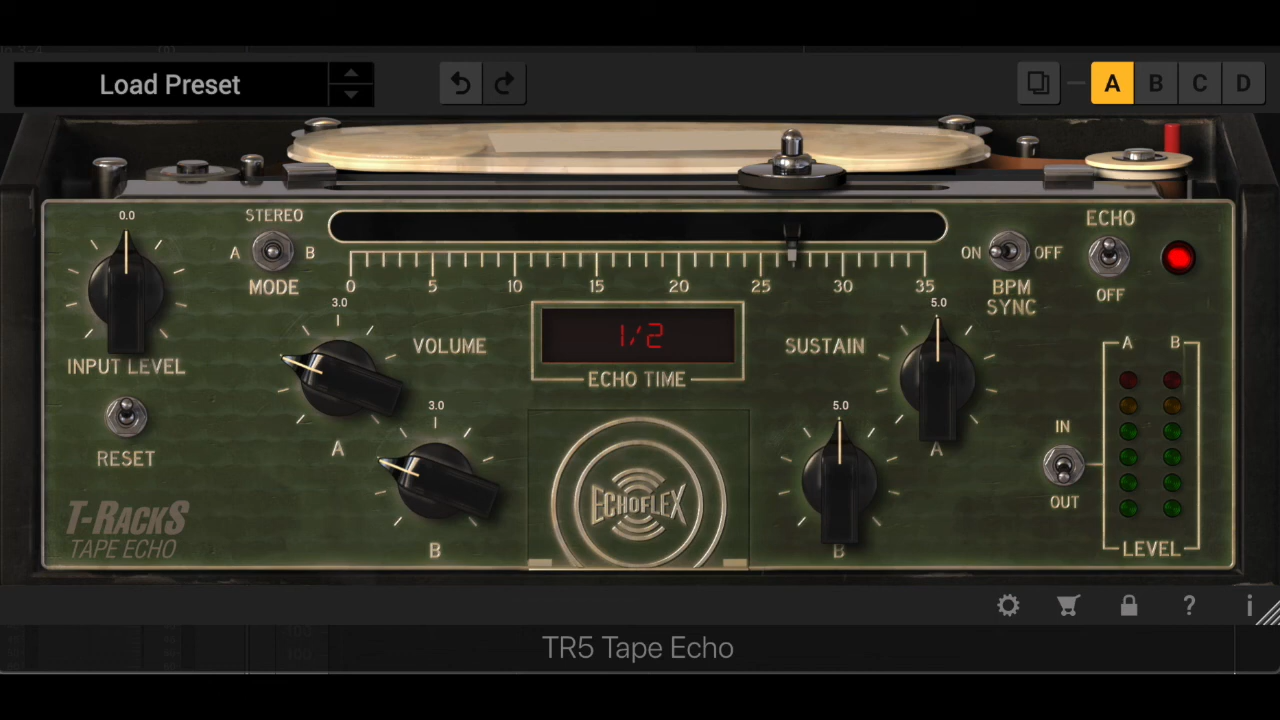 Load Preset
A B C D
0.0
STEREO
A B
MODE
INPUT LEVEL
RESET
0 5 10 15 20 25 30 35
ON OFF
BPM
SYNC
ECHO
OFF
3.0
VOLUME
A
3.0
B
1/2
ECHO TIME
ECHOFLEX
SUSTAIN
5.0
A
5.0
B
IN
OUT
A B
LEVEL
T-RackS
TAPE ECHO
?
i
TR5 Tape Echo